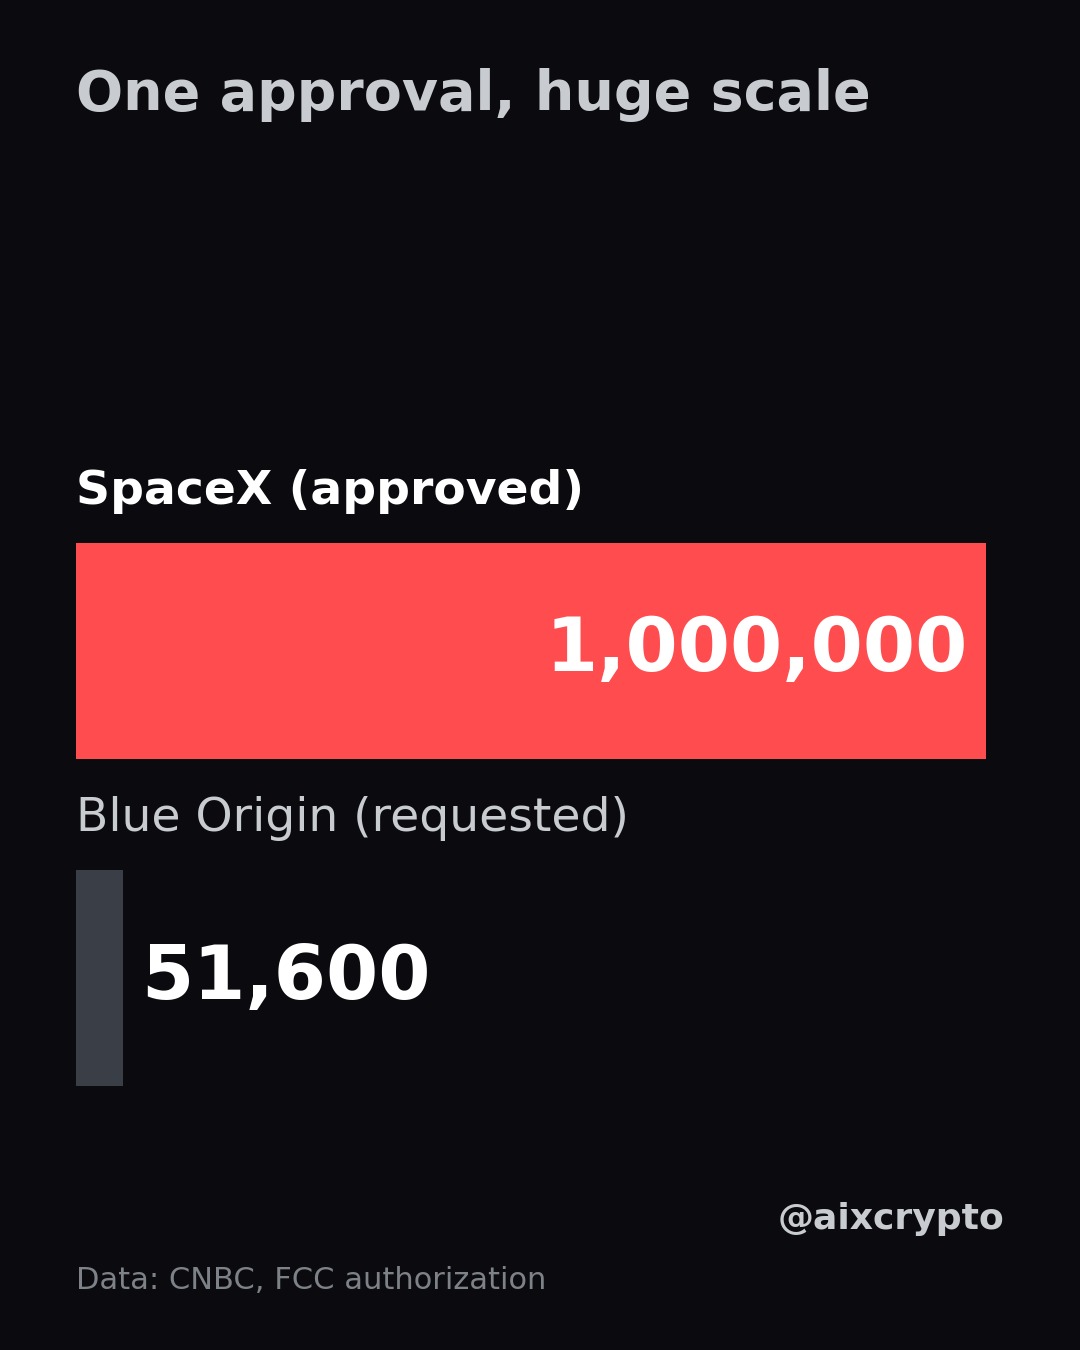 One approval, huge scale
SpaceX (approved)
1,000,000
Blue Origin (requested)
51,600
@aixcrypto
Data: CNBC, FCC authorization